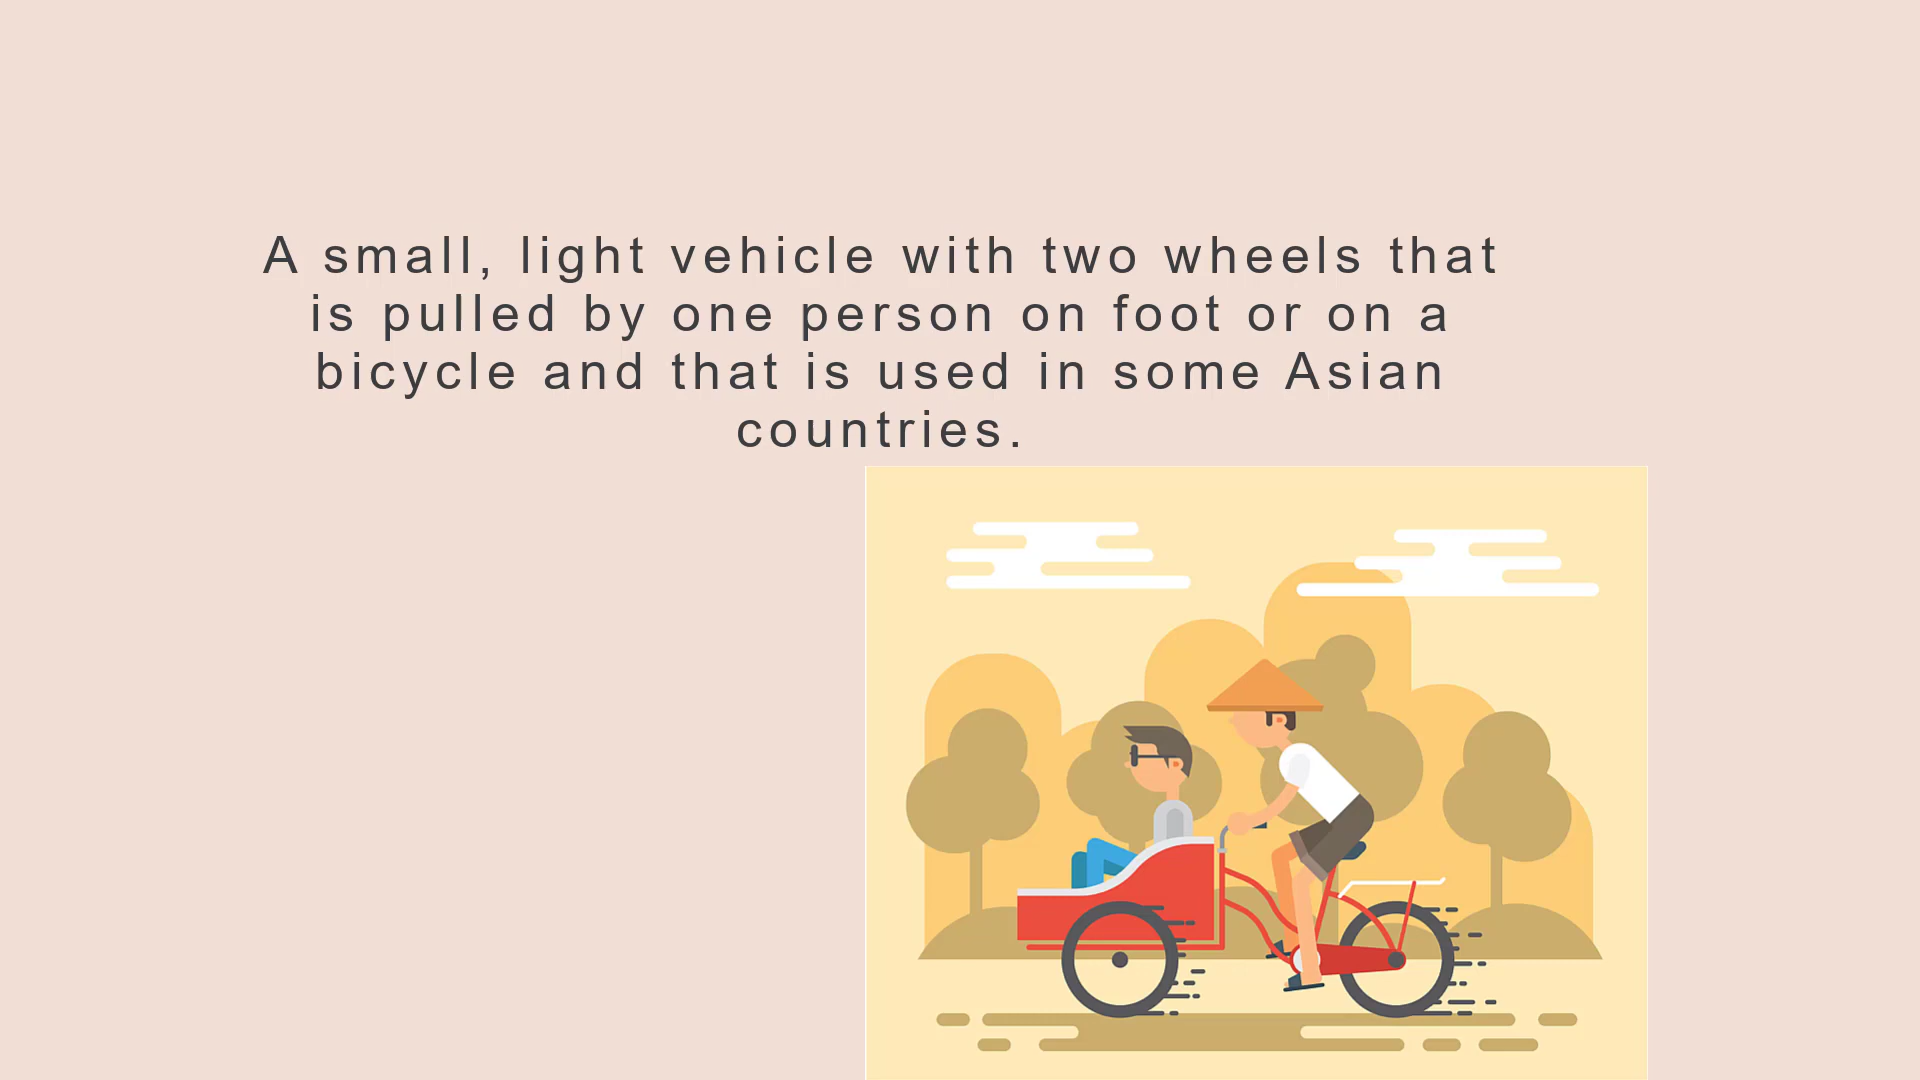 A small, light vehicle with two wheels that
is pulled by one person on foot or on a
bicycle and that is used in some Asian
countries.